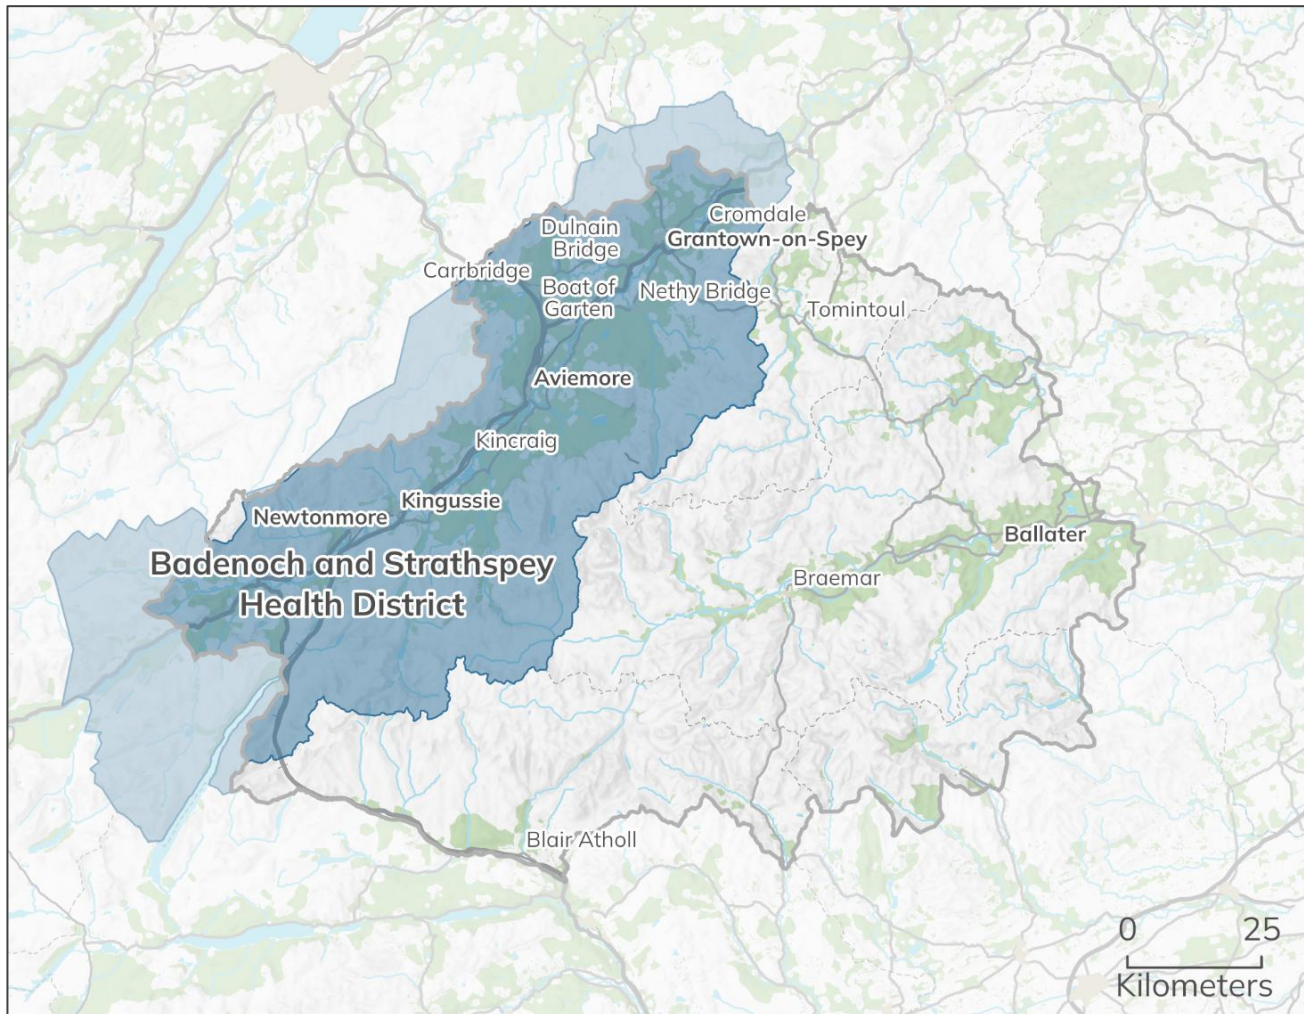 Cromdale
Dulnain
Bridge
Grantown-on-Spey
Carrbridge
Boat of
Garten
Nethy Bridge
Tomintoul
Aviemore
Kincraig
Kingussie
Newtonmore
Ballater
Badenoch and Strathspey
Health District
Braemar
Blair Atholl
0 25
Kilometers